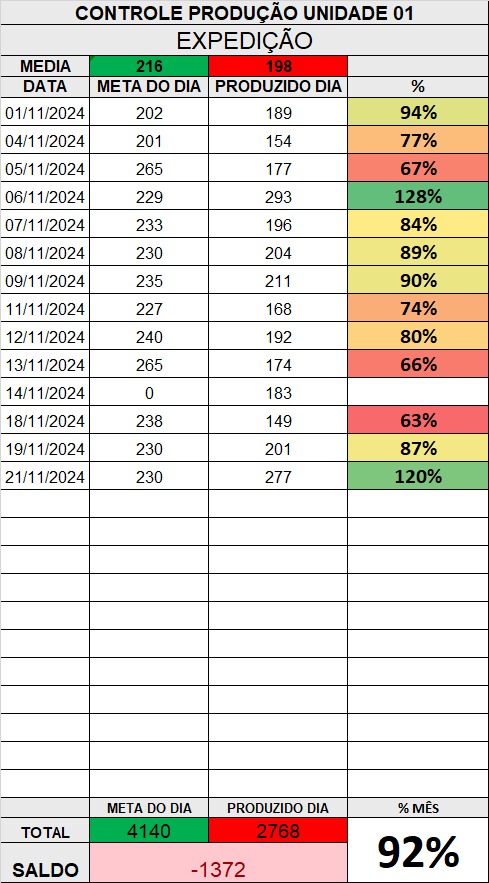 CONTROLE PRODUÇÃO UNIDADE 01
EXPEDIÇÃO
MEDIA 216 198
DATA META DO DIA PRODUZIDO DIA %
01/11/2024 202 189 94%
04/11/2024 201 154 77%
05/11/2024 265 177 67%
06/11/2024 229 293 128%
07/11/2024 233 196 84%
08/11/2024 230 204 89%
09/11/2024 235 211 90%
11/11/2024 227 168 74%
12/11/2024 240 192 80%
13/11/2024 265 174 66%
14/11/2024 0 183
18/11/2024 238 149 63%
19/11/2024 230 201 87%
21/11/2024 230 277 120%
META DO DIA PRODUZIDO DIA % MÊS
TOTAL 4140 2768 92%
SALDO -1372